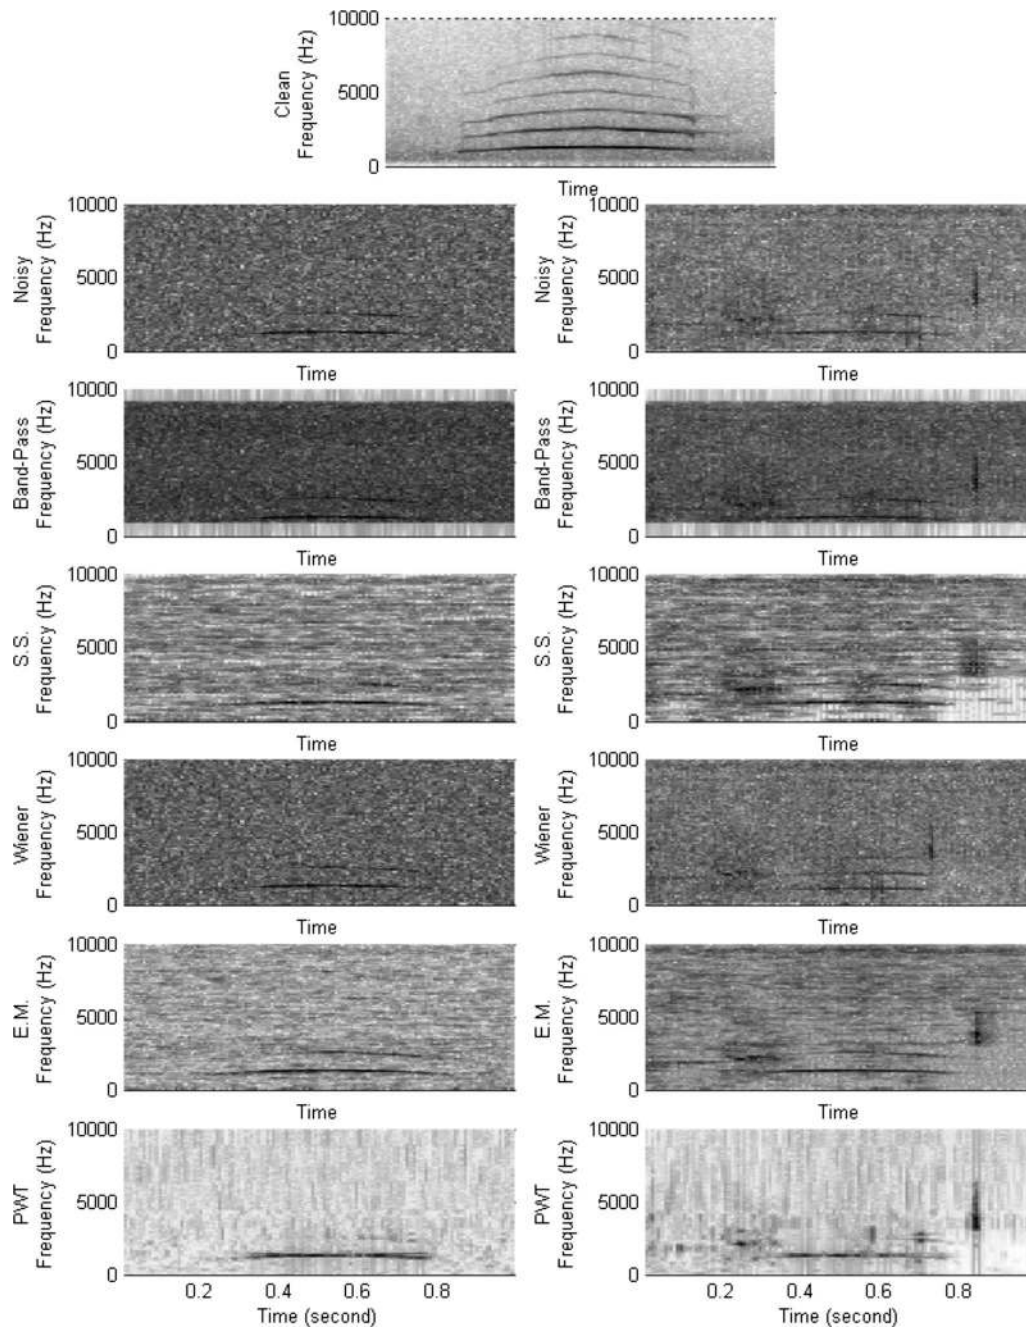 10000
5000
0
Clean
Frequency (Hz)
Time
10000
5000
0
Noisy
Frequency (Hz)
Time
10000
5000
0
Noisy
Frequency (Hz)
Time
10000
5000
0
Band-Pass
Frequency (Hz)
Time
10000
5000
0
Band-Pass
Frequency (Hz)
Time
10000
5000
0
S.S.
Frequency (Hz)
Time
10000
5000
0
S.S.
Frequency (Hz)
Time
10000
5000
0
Wiener
Frequency (Hz)
Time
10000
5000
0
Wiener
Frequency (Hz)
Time
10000
5000
0
E.M.
Frequency (Hz)
Time
10000
5000
0
E.M.
Frequency (Hz)
Time
10000
5000
0
PWT
Frequency (Hz)
0.2 0.4 0.6 0.8
Time (second)
10000
5000
0
PWT
Frequency (Hz)
0.2 0.4 0.6 0.8
Time (second)